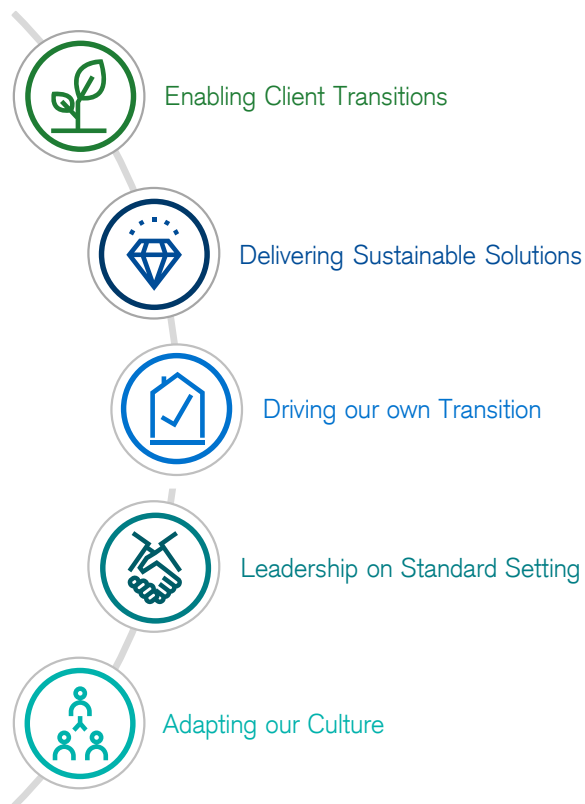 Enabling Client Transitions
Delivering Sustainable Solutions
Driving our own Transition
Leadership on Standard Setting
Adapting our Culture